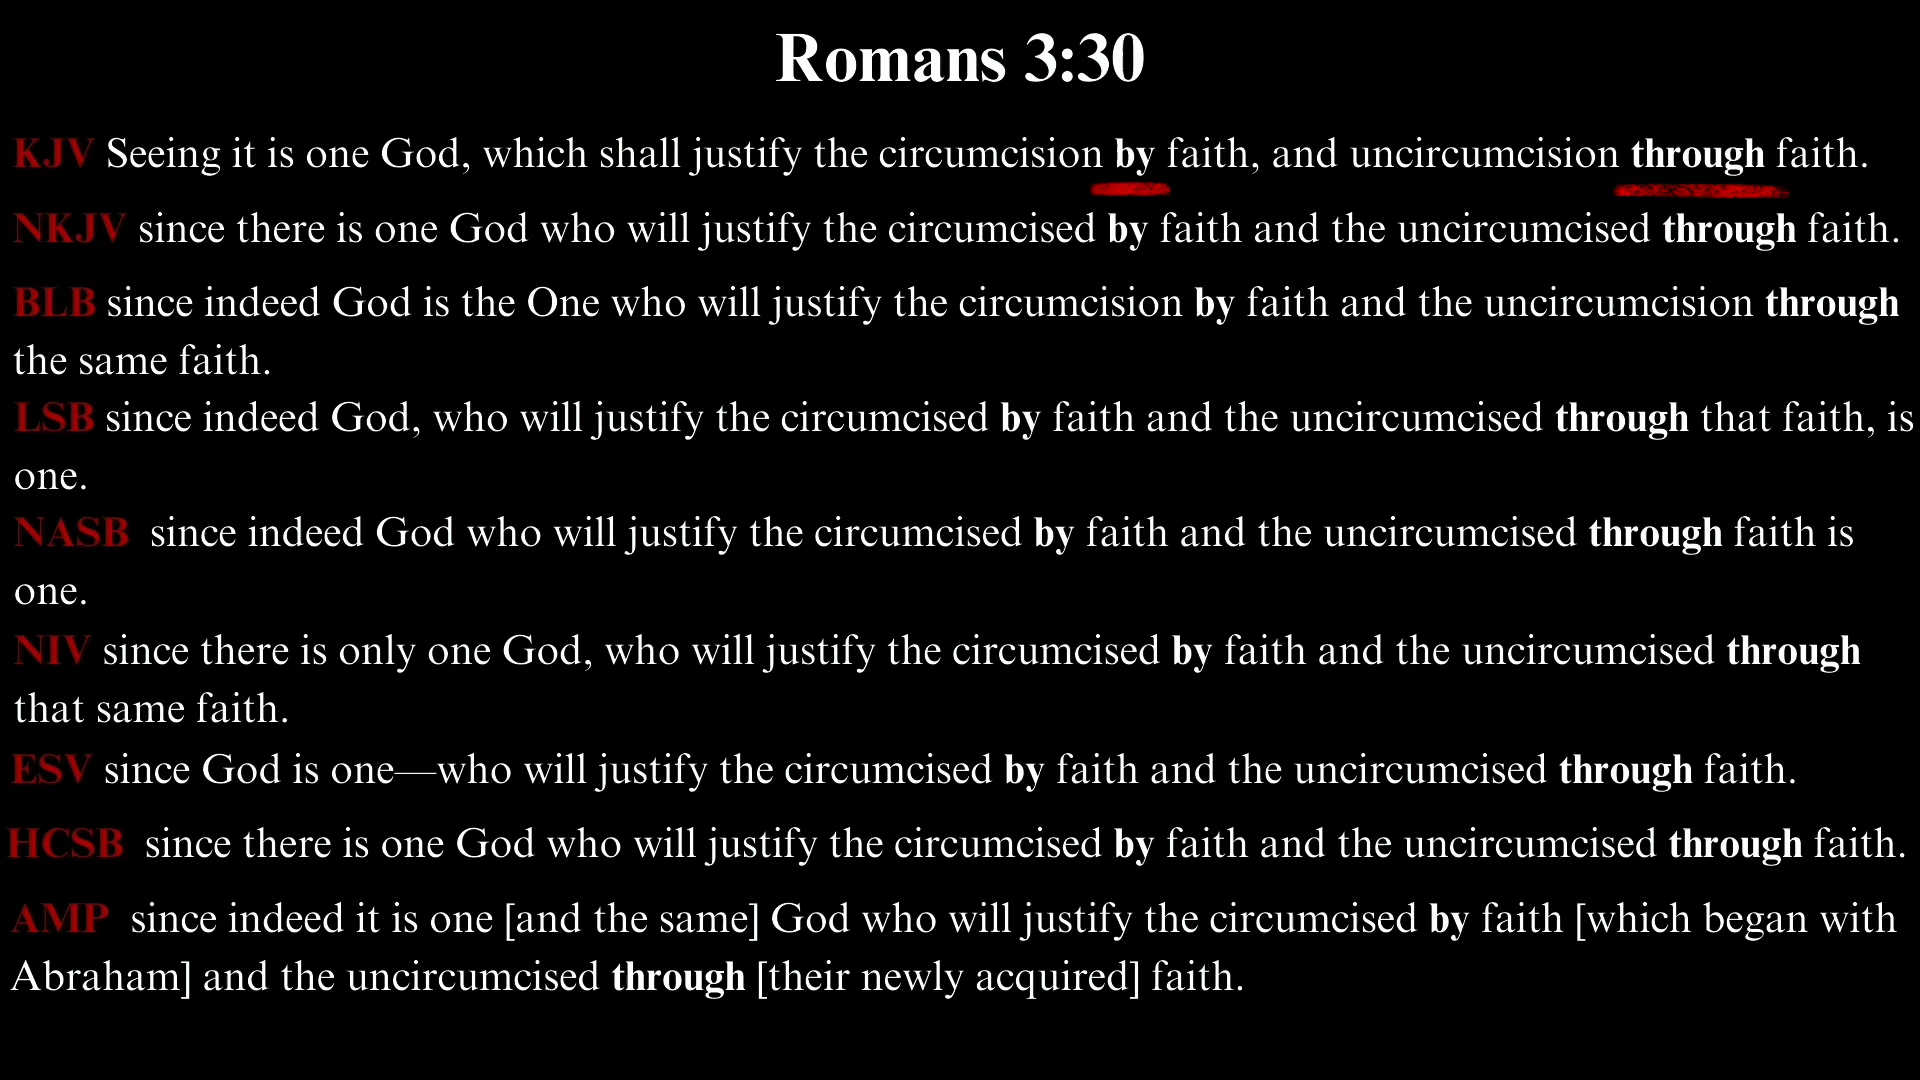 Romans 3:30
KJV Seeing it is one God, which shall justify the circumcision by faith, and uncircumcision through faith.
NKJV since there is one God who will justify the circumcised by faith and the uncircumcised through faith.
BLB since indeed God is the One who will justify the circumcision by faith and the uncircumcision through
the same faith.
LSB since indeed God, who will justify the circumcised by faith and the uncircumcised through that faith, is
one.
NASB since indeed God who will justify the circumcised by faith and the uncircumcised through faith is
one.
NIV since there is only one God, who will justify the circumcised by faith and the uncircumcised through
that same faith.
ESV since God is one—who will justify the circumcised by faith and the uncircumcised through faith.
HCSB since there is one God who will justify the circumcised by faith and the uncircumcised through faith.
AMP since indeed it is one [and the same] God who will justify the circumcised by faith [which began with
Abraham] and the uncircumcised through [their newly acquired] faith.